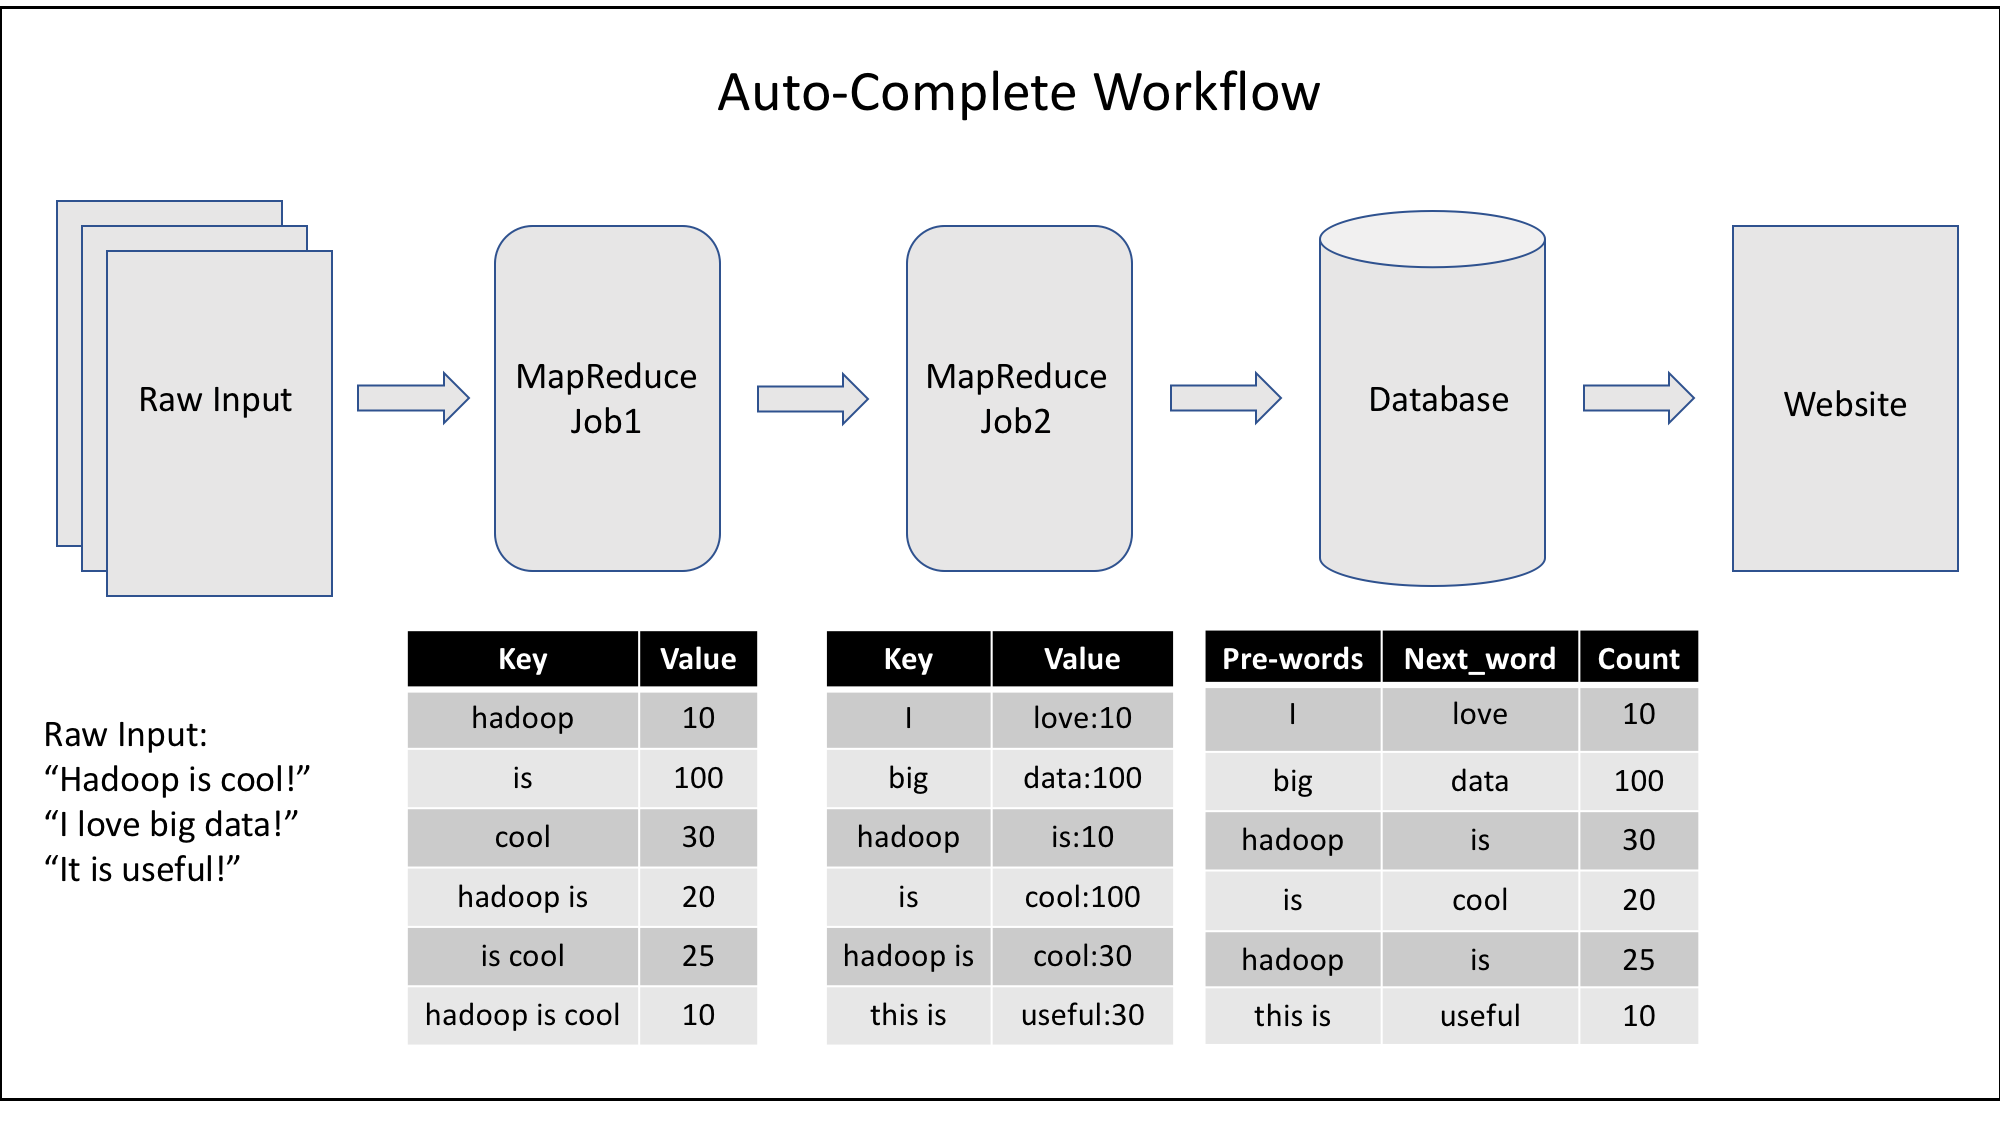 Auto-Complete Workflow
Raw Input
MapReduce
Job1
MapReduce
Job2
Database
Website
Raw Input:
“Hadoop is cool!”
“I love big data!”
“It is useful!”
Key Value
hadoop 10
is 100
cool 30
hadoop is 20
is cool 25
hadoop is cool 10
Key Value
I love:10
big data:100
hadoop is:10
is cool:100
hadoop is cool:30
this is useful:30
Pre-words Next_word Count
I love 10
big data 100
hadoop is 30
is cool 20
hadoop is 25
this is useful 10